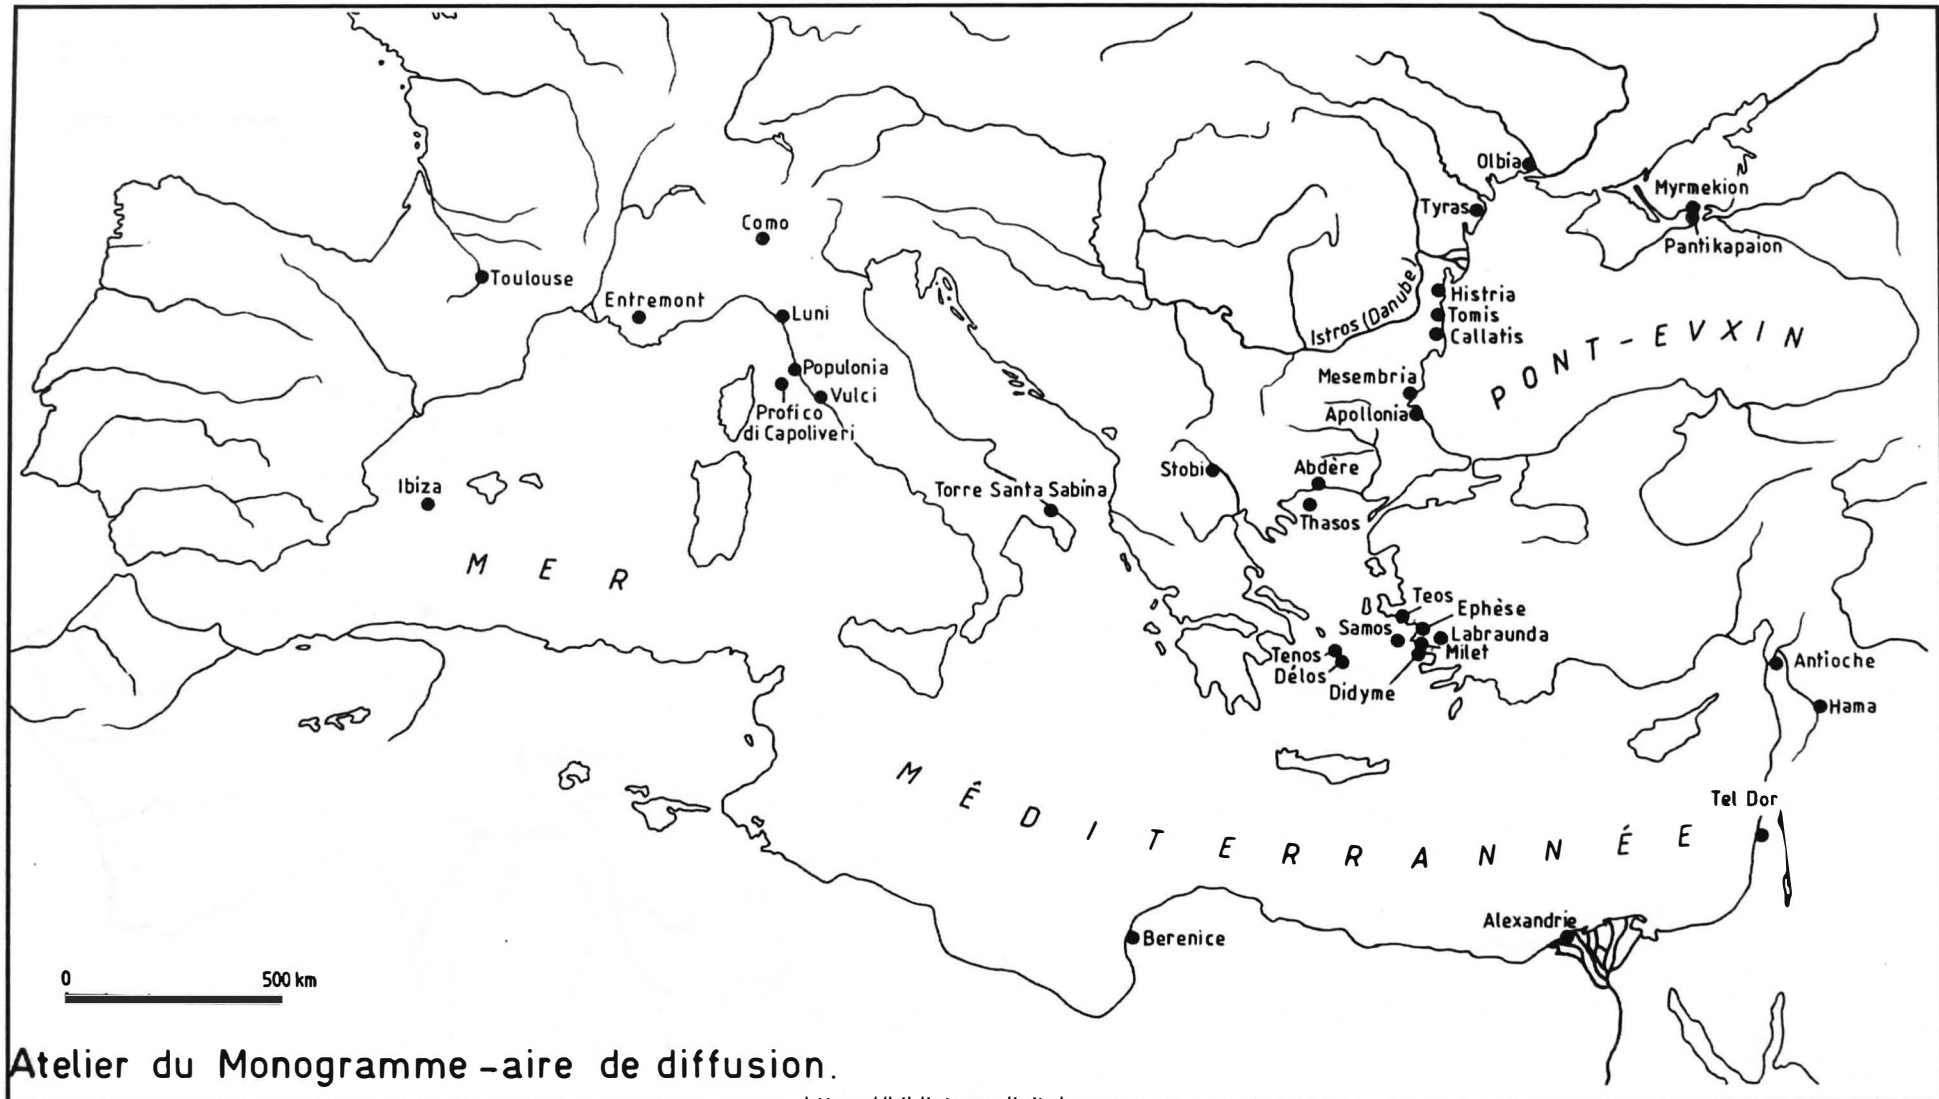 Olbia
Myrmekion
Tyras
Pantikapaion
Como
Toulouse
Entremont
Luni
Istros (Danube)
Histria
Tomis
Callatis
PONT-EVXIN
Populonia
Vulci
Profico
di Capoliveri
Mesembria
Apollonia
Stobi
Abdère
Thasos
Ibiza
Torre Santa Sabina
MER
Teos
Ephèse
Samos
Labraunda
Milet
Tenos
Délos
Didyme
Antioche
Hama
MÉDITERRANNÉE
Tel Dor
Alexandrie
Berenice
0 500 km
Atelier du Monogramme - aire de diffusion.